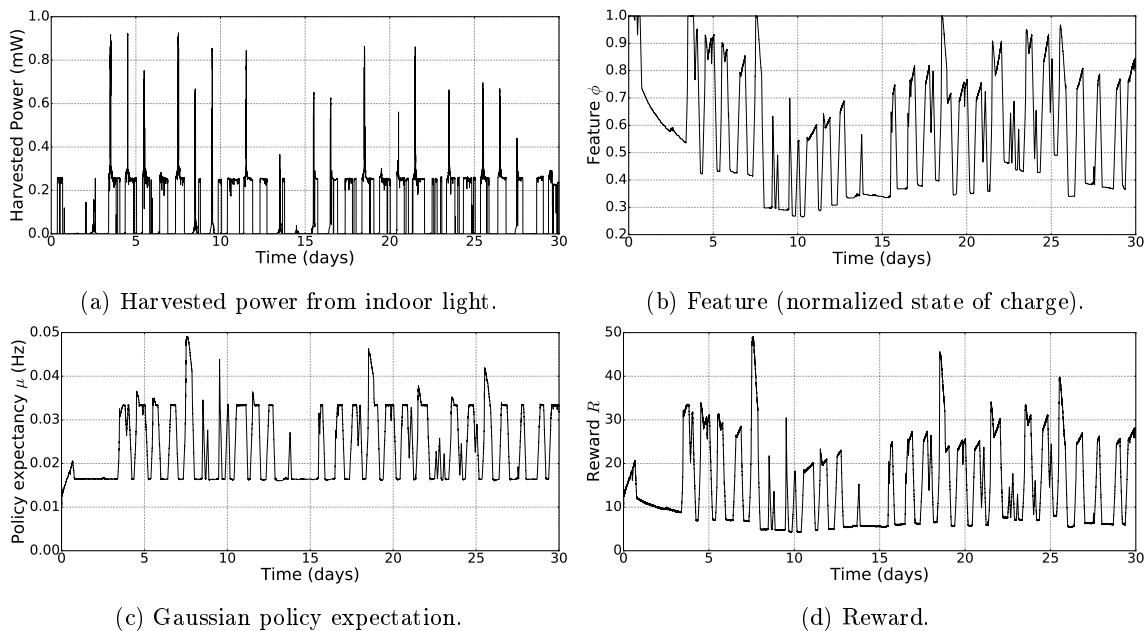 1.0
0.8
0.6
0.4
0.2
0.0
Harvested Power (mW)
0 5 10 15 20 25 30
Time (days)
(a) Harvested power from indoor light.
1.0
0.9
0.8
0.7
0.6
0.5
0.4
0.3
0.2
Feature ϕ
0 5 10 15 20 25 30
Time (days)
(b) Feature (normalized state of charge).
0.05
0.04
0.03
0.02
0.01
0.00
Policy expectancy μ (Hz)
0 5 10 15 20 25 30
Time (days)
(c) Gaussian policy expectation.
50
40
30
20
10
0
Reward R
0 5 10 15 20 25 30
Time (days)
(d) Reward.